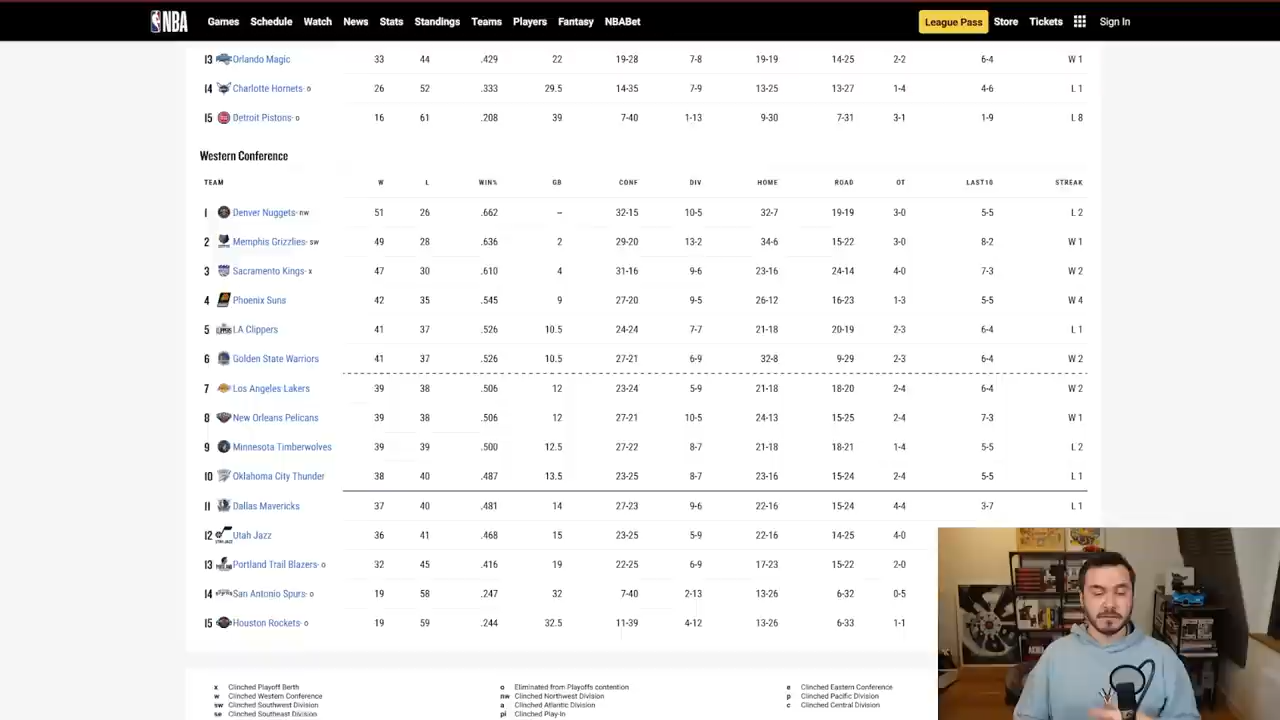 NBA Games Schedule Watch News Stats Standings Teams Players Fantasy NBABet League Pass Store Tickets Sign In
13 Orlando Magic 33 44 .429 22 19-28 7-8 19-19 14-25 2-2 6-4 W 1
14 Charlotte Hornets- o 26 52 .333 29.5 14-35 7-9 13-25 13-27 1-4 4-6 L 1
15 Detroit Pistons- o 16 61 .208 39 7-40 1-13 9-30 7-31 3-1 1-9 L 8
Western Conference
TEAM W L WIN% GB CONF DIV HOME ROAD OT LAST10 STREAK
1 Denver Nuggets- nw 51 26 .662 – 32-15 10-5 32-7 19-19 3-0 5-5 L 2
2 Memphis Grizzlies- sw 49 28 .636 2 29-20 13-2 34-6 15-22 3-0 8-2 W 1
3 Sacramento Kings- x 47 30 .610 4 31-16 9-6 23-16 24-14 4-0 7-3 W 2
4 Phoenix Suns 42 35 .545 9 27-20 9-5 26-12 16-23 1-3 5-5 W 4
5 LA Clippers 41 37 .526 10.5 24-24 7-7 21-18 20-19 2-3 6-4 L 1
6 Golden State Warriors 41 37 .526 10.5 27-21 6-9 32-8 9-29 2-3 6-4 W 2
7 Los Angeles Lakers 39 38 .506 12 23-24 5-9 21-18 18-20 2-4 6-4 W 2
8 New Orleans Pelicans 39 38 .506 12 27-21 10-5 24-13 15-25 2-4 7-3 W 1
9 Minnesota Timberwolves 39 39 .500 12.5 27-22 8-7 21-18 18-21 1-4 5-5 L 2
10 Oklahoma City Thunder 38 40 .487 13.5 23-25 8-7 23-16 15-24 2-4 5-5 L 1
11 Dallas Mavericks 37 40 .481 14 27-23 9-6 22-16 15-24 4-4 3-7 L 1
12 Utah Jazz 36 41 .468 15 23-25 5-9 22-16 14-25 4-0
13 Portland Trail Blazers- o 32 45 .416 19 22-25 6-9 17-23 15-22 2-0
14 San Antonio Spurs- o 19 58 .247 32 7-40 2-13 13-26 6-32 0-5
15 Houston Rockets- o 19 59 .244 32.5 11-39 4-12 13-26 6-33 1-1
x Clinched Playoff Berth o Eliminated from Playoffs contention e Clinched Eastern Conference
w Clinched Western Conference nw Clinched Northwest Division p Clinched Pacific Division
sw Clinched Southwest Division a Clinched Atlantic Division c Clinched Central Division
se Clinched Southeast Division pi Clinched Play-In